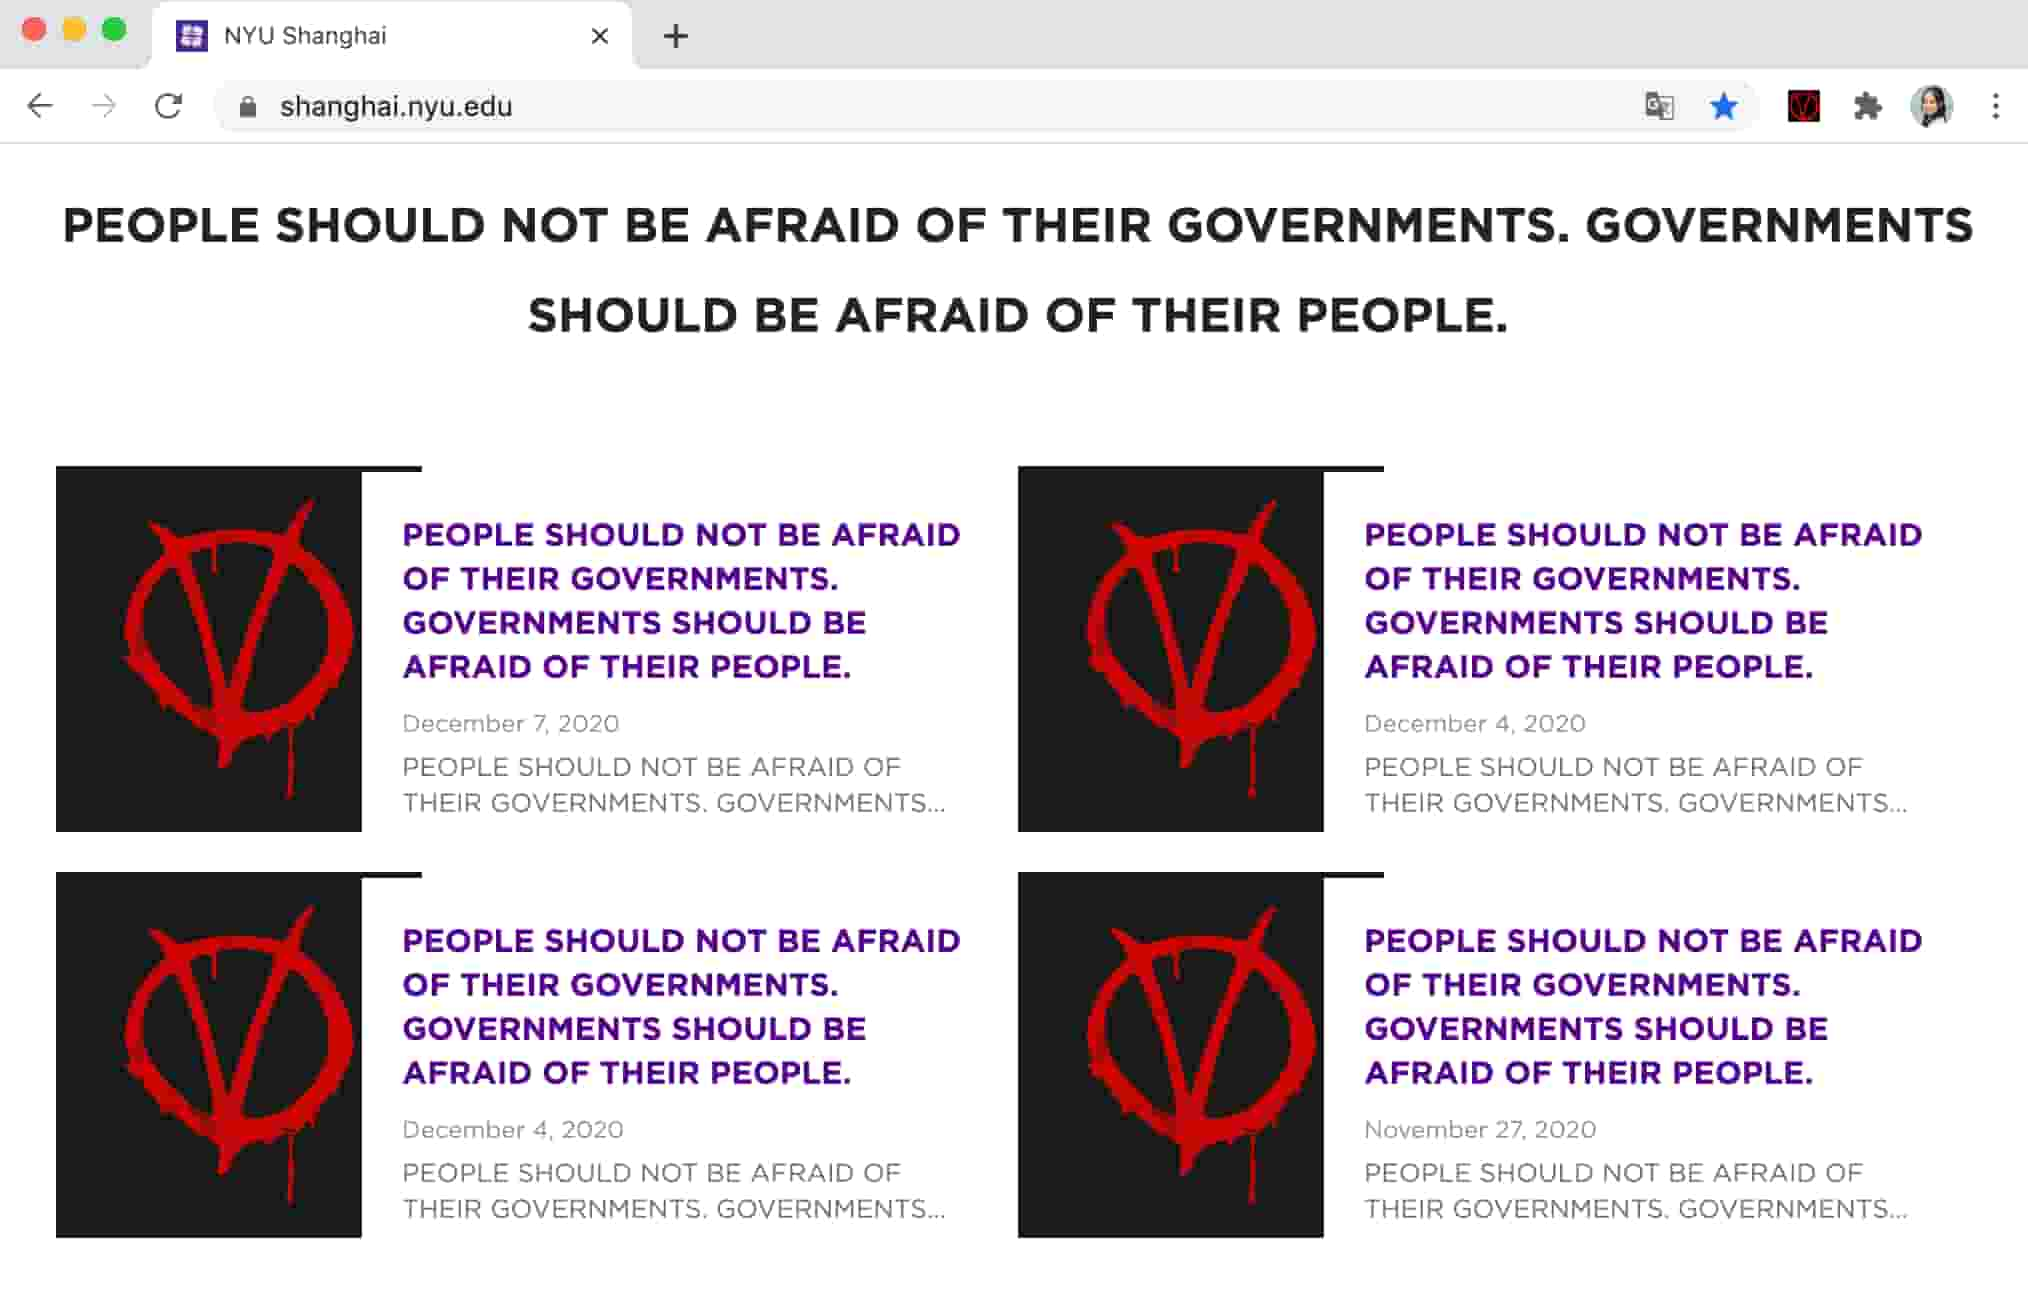 NYU Shanghai
shanghai.nyu.edu
PEOPLE SHOULD NOT BE AFRAID OF THEIR GOVERNMENTS. GOVERNMENTS
SHOULD BE AFRAID OF THEIR PEOPLE.
PEOPLE SHOULD NOT BE AFRAID
OF THEIR GOVERNMENTS.
GOVERNMENTS SHOULD BE
AFRAID OF THEIR PEOPLE.
December 7, 2020
PEOPLE SHOULD NOT BE AFRAID OF
THEIR GOVERNMENTS. GOVERNMENTS...
PEOPLE SHOULD NOT BE AFRAID
OF THEIR GOVERNMENTS.
GOVERNMENTS SHOULD BE
AFRAID OF THEIR PEOPLE.
December 4, 2020
PEOPLE SHOULD NOT BE AFRAID OF
THEIR GOVERNMENTS. GOVERNMENTS...
PEOPLE SHOULD NOT BE AFRAID
OF THEIR GOVERNMENTS.
GOVERNMENTS SHOULD BE
AFRAID OF THEIR PEOPLE.
December 4, 2020
PEOPLE SHOULD NOT BE AFRAID OF
THEIR GOVERNMENTS. GOVERNMENTS...
PEOPLE SHOULD NOT BE AFRAID
OF THEIR GOVERNMENTS.
GOVERNMENTS SHOULD BE
AFRAID OF THEIR PEOPLE.
November 27, 2020
PEOPLE SHOULD NOT BE AFRAID OF
THEIR GOVERNMENTS. GOVERNMENTS...